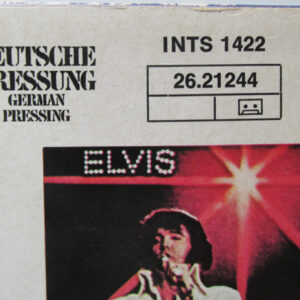 EUTSCHE
RESSUNG
GERMAN
PRESSING
INTS 1422
26.21244
ELVIS